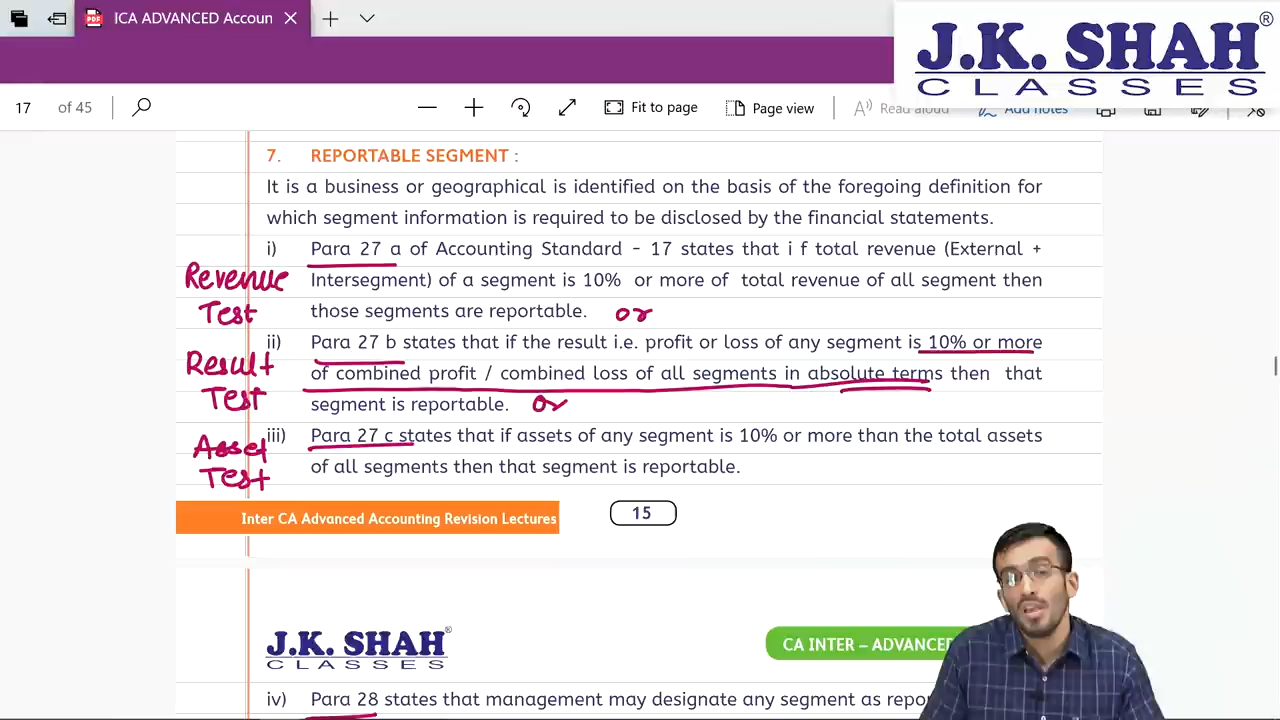 ICA ADVANCED Accoun
J.K. SHAH®
CLASSES
17 of 45
Fit to page
Page view
Read aloud
Add notes
7. REPORTABLE SEGMENT :
It is a business or geographical is identified on the basis of the foregoing definition for
which segment information is required to be disclosed by the financial statements.
i) Para 27 a of Accounting Standard - 17 states that i f total revenue (External +
Revenue
Intersegment) of a segment is 10% or more of total revenue of all segment then
Test
those segments are reportable. or
ii) Para 27 b states that if the result i.e. profit or loss of any segment is 10% or more
Result
of combined profit / combined loss of all segments in absolute terms then that
Test
segment is reportable. or
iii) Para 27 c states that if assets of any segment is 10% or more than the total assets
Asset
of all segments then that segment is reportable.
Test
Inter CA Advanced Accounting Revision Lectures
15
J.K. SHAH®
CLASSES
CA INTER – ADVANCED
iv) Para 28 states that management may designate any segment as